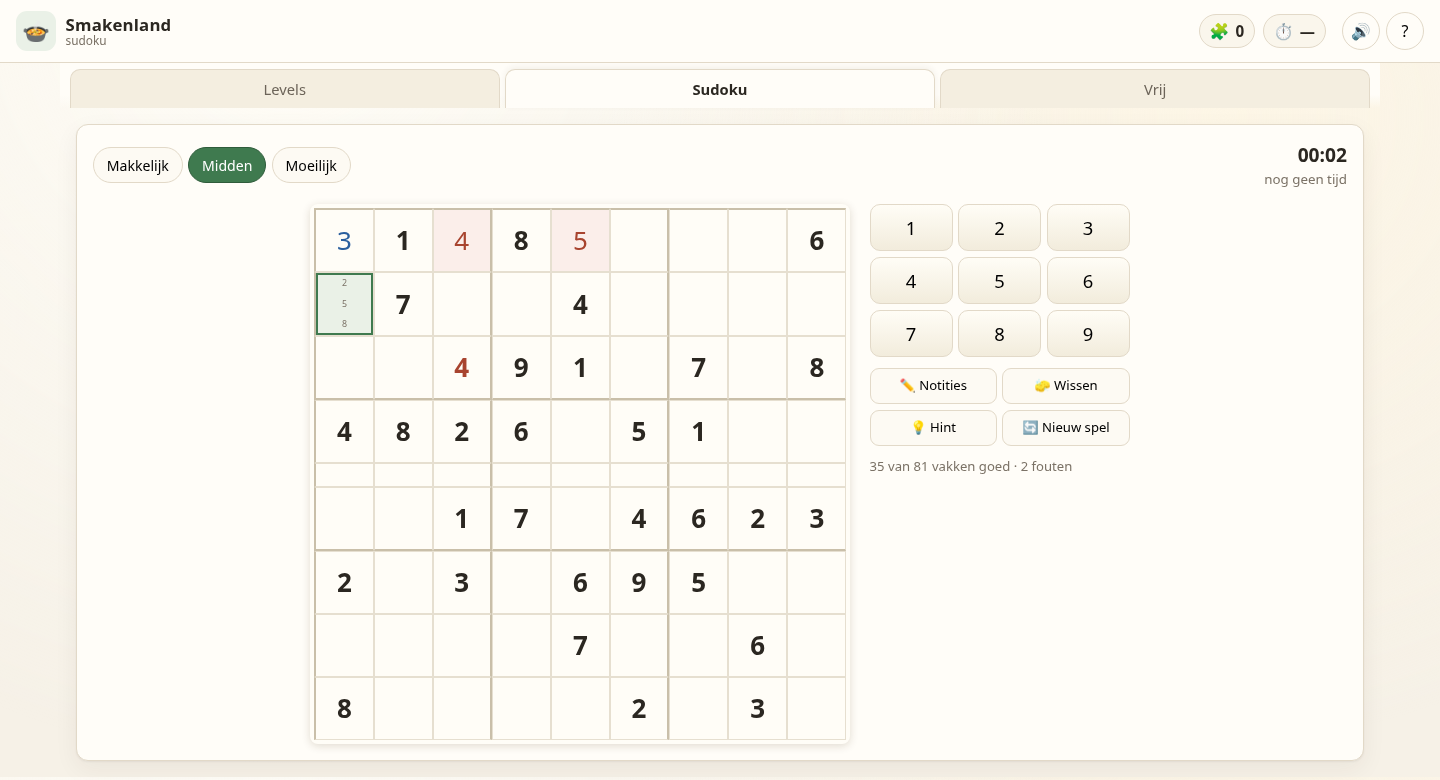 Smakenland
sudoku
0
—
?
Levels
Sudoku
Vrij
Makkelijk
Midden
Moeilijk
00:02
nog geen tijd
3 1 4 8 5 6
2
5
8
7 4
4 9 1 7 8
4 8 2 6 5 1
1 7 4 6 2 3
2 3 6 9 5
7 6
8 2 3
1 2 3
4 5 6
7 8 9
Notities
Wissen
Hint
Nieuw spel
35 van 81 vakken goed · 2 fouten